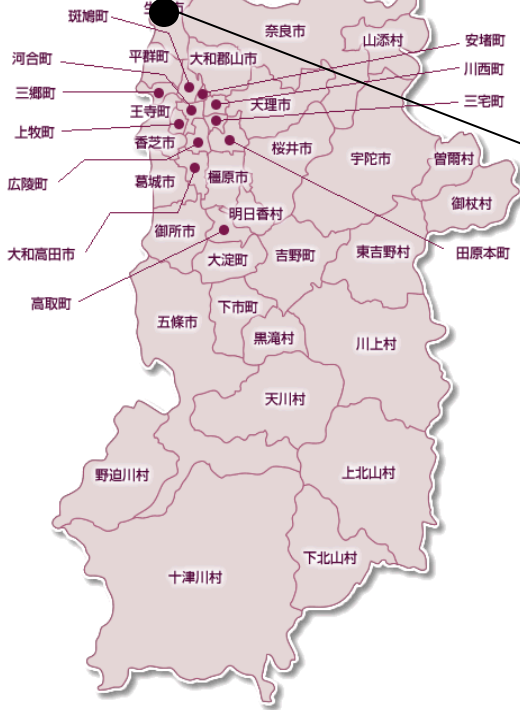 斑鳩町
奈良市
山添村
安堵町
河合町
平群町
大和郡山市
川西町
三郷町
王寺町
天理市
三宅町
上牧町
香芝市
桜井市
宇陀市
曽爾村
広陵町
葛城市
橿原市
御杖村
明日香村
大和高田市
御所市
大淀町
吉野町
東吉野村
田原本町
高取町
五條市
下市町
黒滝村
川上村
天川村
野迫川村
上北山村
下北山村
十津川村